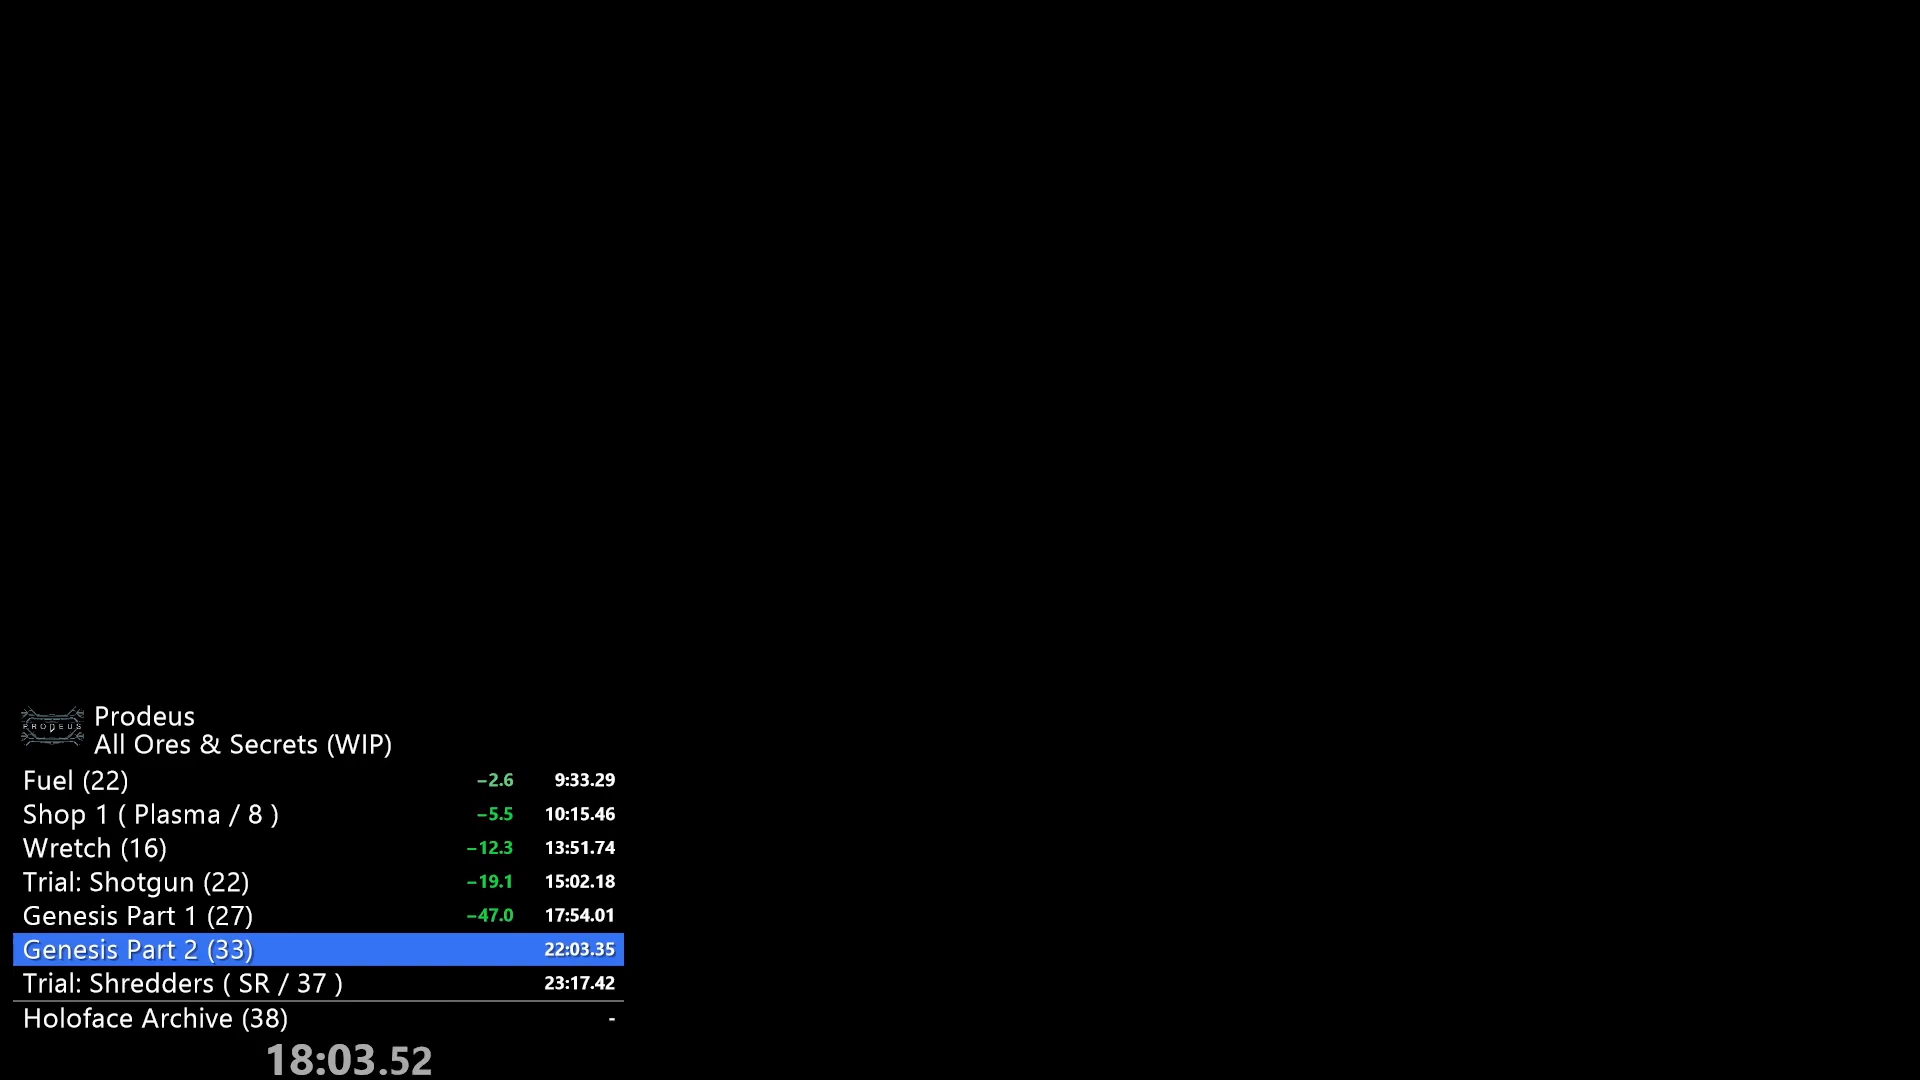 PRODEUS
Prodeus
All Ores & Secrets (WIP)
Fuel (22) −2.6 9:33.29
Shop 1 ( Plasma / 8 ) −5.5 10:15.46
Wretch (16) −12.3 13:51.74
Trial: Shotgun (22) −19.1 15:02.18
Genesis Part 1 (27) −47.0 17:54.01
Genesis Part 2 (33) 22:03.35
Trial: Shredders ( SR / 37 ) 23:17.42
Holoface Archive (38) -
18:03.52